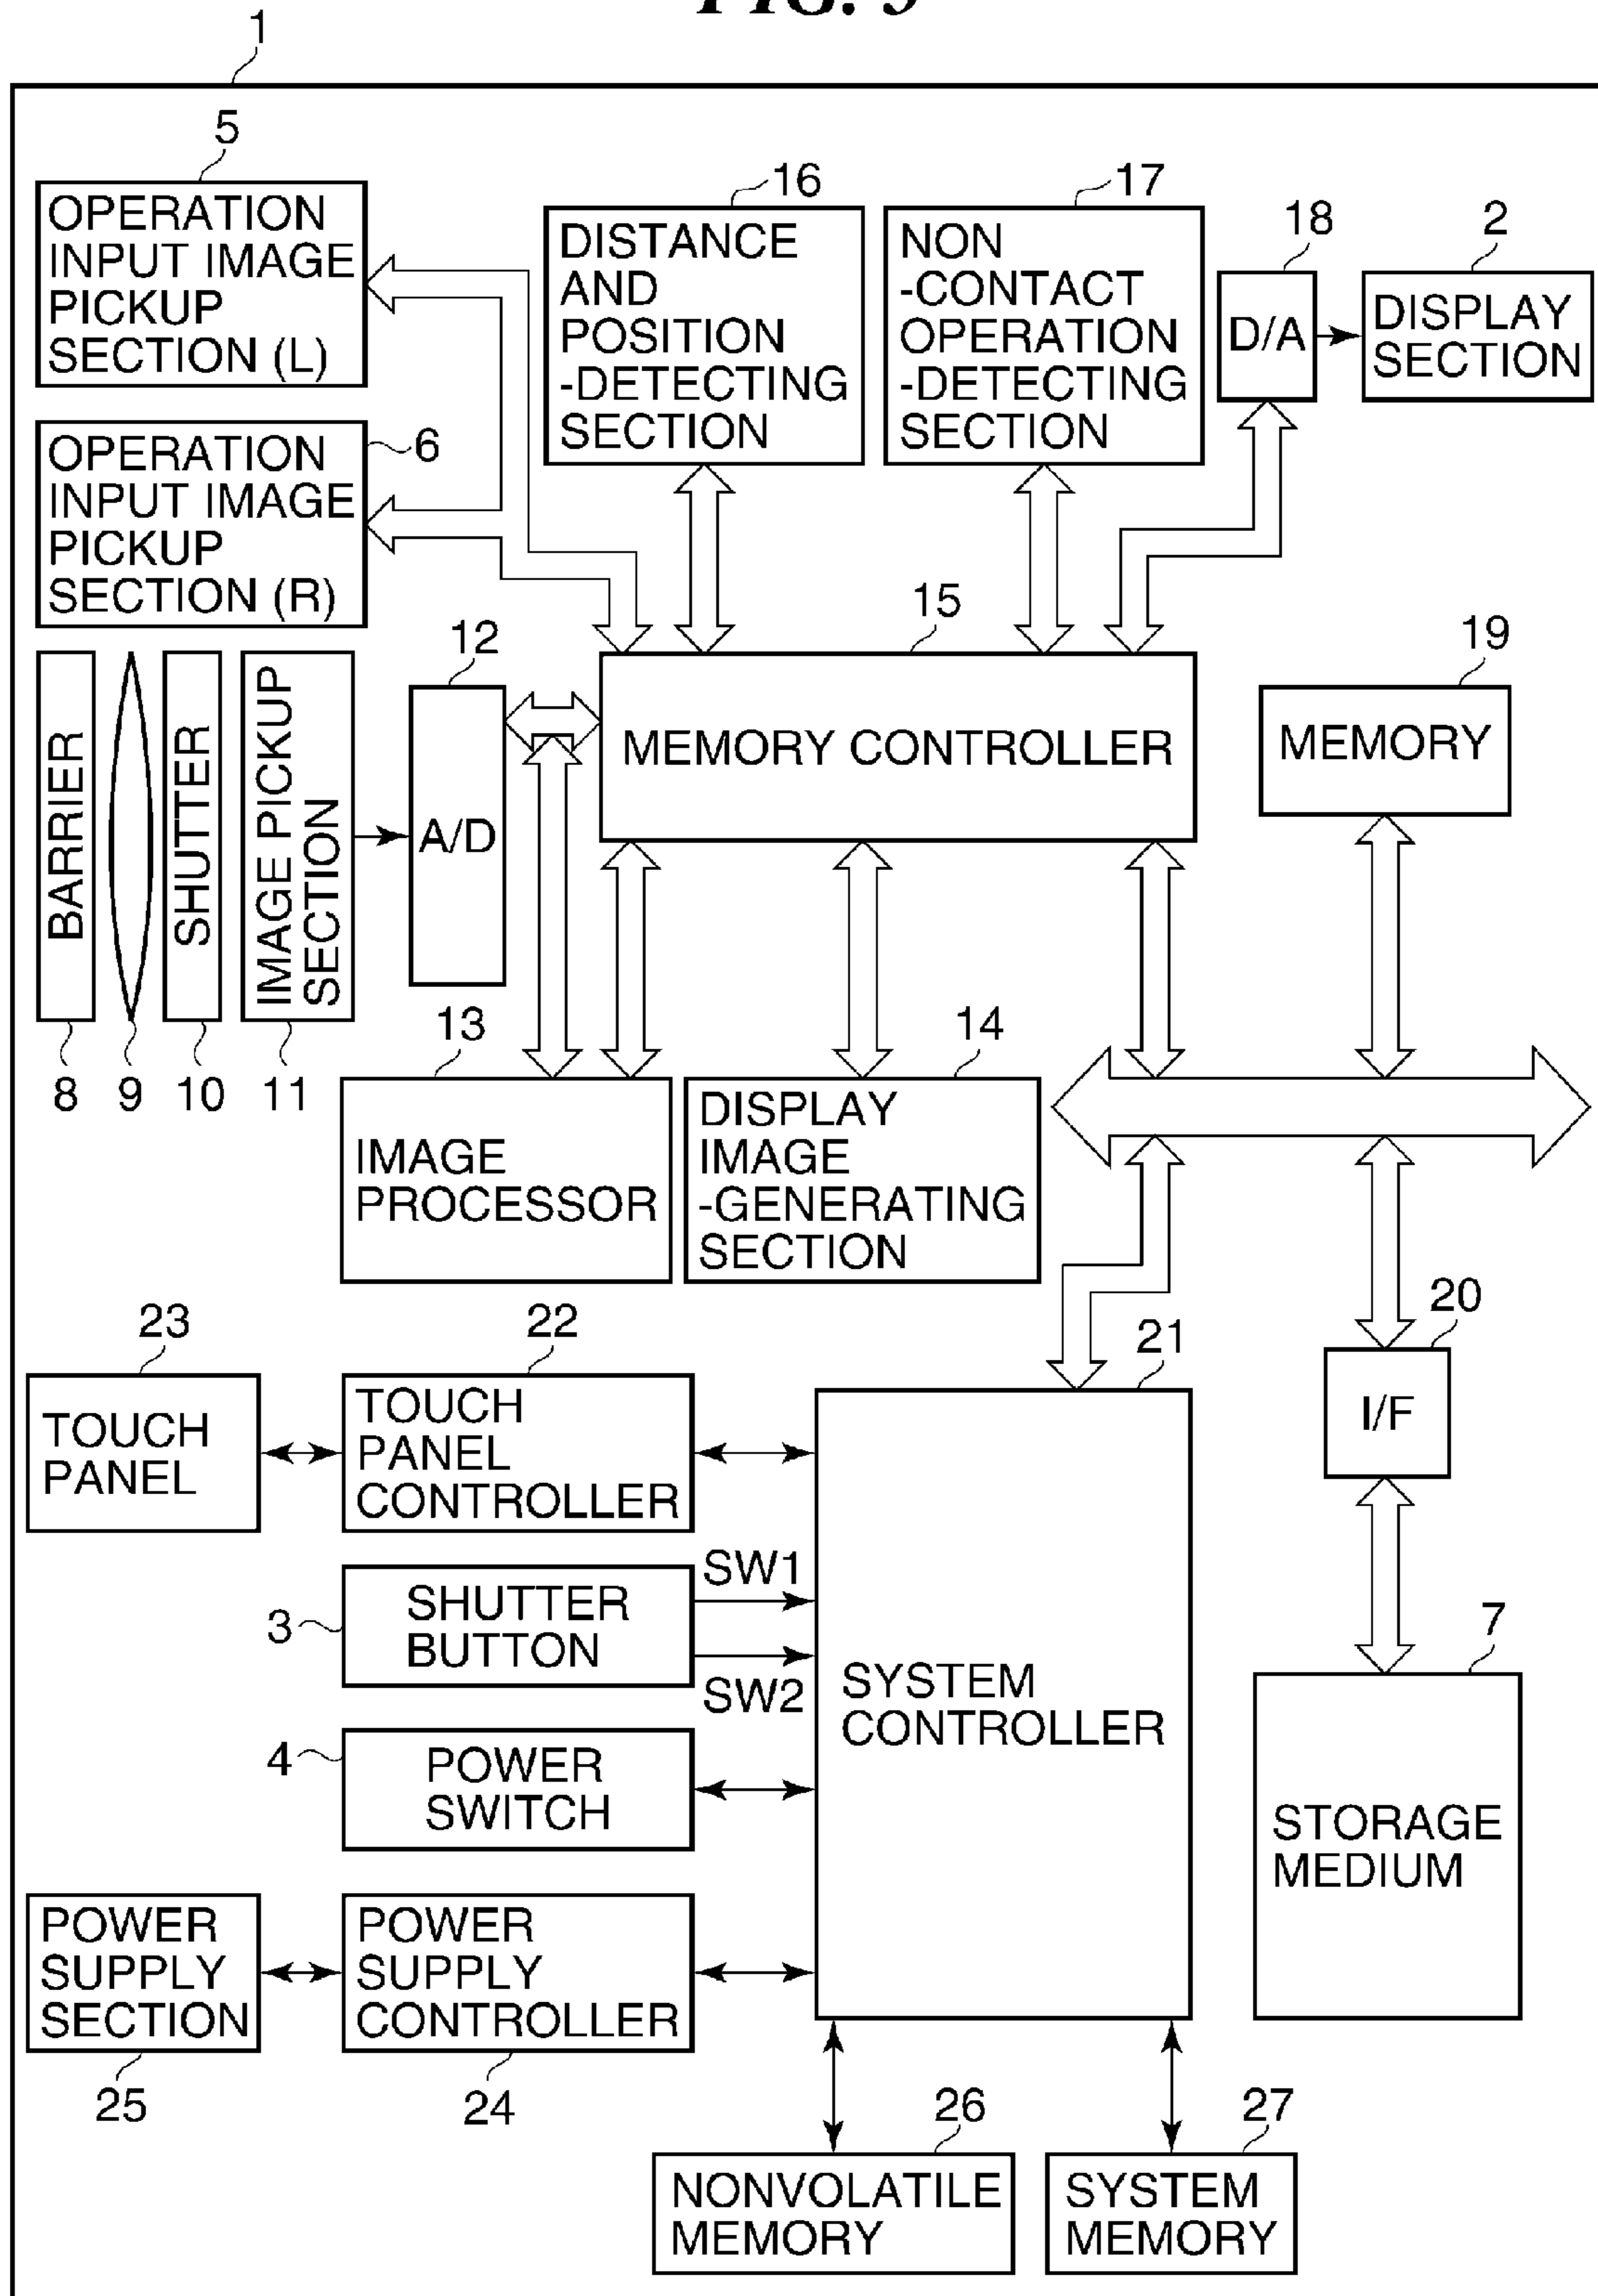 1
5
OPERATION
INPUT IMAGE
PICKUP
SECTION (L)
16
DISTANCE
AND
POSITION
-DETECTING
SECTION
17
NON
-CONTACT
OPERATION
-DETECTING
SECTION
18
D/A
2
DISPLAY
SECTION
OPERATION
INPUT IMAGE
PICKUP
SECTION (R)
6
15
MEMORY CONTROLLER
12
A/D
19
MEMORY
BARRIER
SHUTTER
IMAGE PICKUP
SECTION
8
9
10
11
13
IMAGE
PROCESSOR
14
DISPLAY
IMAGE
-GENERATING
SECTION
23
TOUCH
PANEL
22
TOUCH
PANEL
CONTROLLER
21
SYSTEM
CONTROLLER
20
I/F
3
SHUTTER
BUTTON
SW1
SW2
4
POWER
SWITCH
7
STORAGE
MEDIUM
POWER
SUPPLY
SECTION
25
POWER
SUPPLY
CONTROLLER
24
26
NONVOLATILE
MEMORY
27
SYSTEM
MEMORY